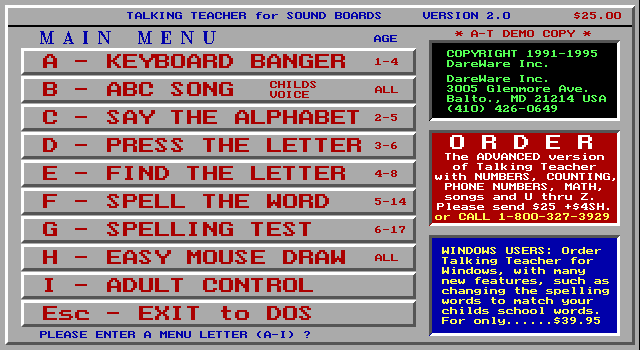 TALKING TEACHER for SOUND BOARDS VERSION 2.0 $25.00
MAIN MENU AGE
A - KEYBOARD BANGER 1-4
B - ABC SONG CHILDS VOICE ALL
C - SAY THE ALPHABET 2-5
D - PRESS THE LETTER 3-6
E - FIND THE LETTER 4-8
F - SPELL THE WORD 5-14
G - SPELLING TEST 6-17
H - EASY MOUSE DRAW ALL
I - ADULT CONTROL
Esc - EXIT to DOS
PLEASE ENTER A MENU LETTER (A-I) ?
* A-T DEMO COPY *
COPYRIGHT 1991-1995
DareWare Inc.
DareWare Inc.
3005 Glenmore Ave.
Balto., MD 21214 USA
(410) 426-0649
ORDER
The ADVANCED version
of Talking Teacher
with NUMBERS, COUNTING,
PHONE NUMBERS, MATH,
songs and U thru Z.
Please send $25 +$4SH.
or CALL 1-800-327-3929
WINDOWS USERS: Order
Talking Teacher for
Windows, with many
new features, such as
changing the spelling
words to match your
childs school words.
For only......$39.95